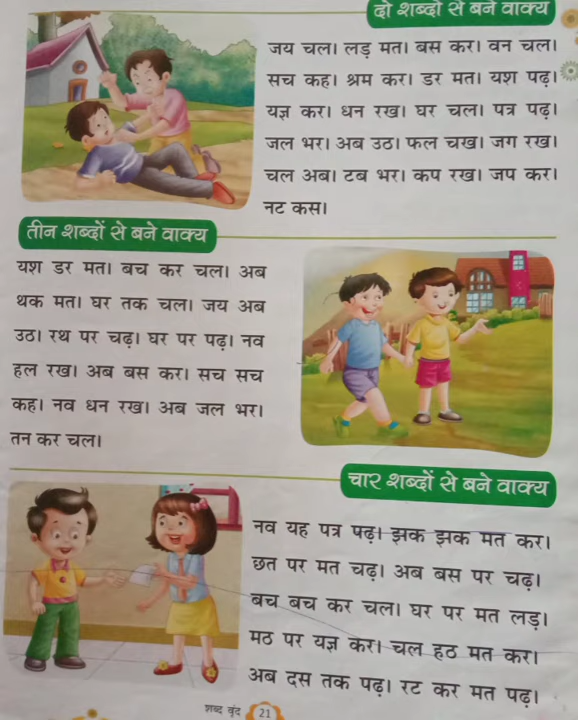 दो शब्दों से बने वाक्य
जय चल। लड़ मत। बस कर। वन चल।
सच कह। श्रम कर। डर मत। यश पढ़।
यज्ञ कर। धन रख। घर चल। पत्र पढ़।
जल भर। अब उठ। फल चख। जग रख।
चल अब। टब भर। कप रख। जप कर।
नट कस।
तीन शब्दों से बने वाक्य
यश डर मत। बच कर चल। अब
थक मत। घर तक चल। जय अब
उठ। रथ पर चढ़। घर पर पढ़। नव
हल रख। अब बस कर। सच सच
कह। नव धन रख। अब जल भर।
तन कर चल।
चार शब्दों से बने वाक्य
नव यह पत्र पढ़। झक झक मत कर।
छत पर मत चढ़। अब बस पर चढ़।
बच बच कर चल। घर पर मत लड़।
मठ पर यज्ञ कर। चल हठ मत कर।
अब दस तक पढ़। रट कर मत पढ़।
शब्द वृंद 21